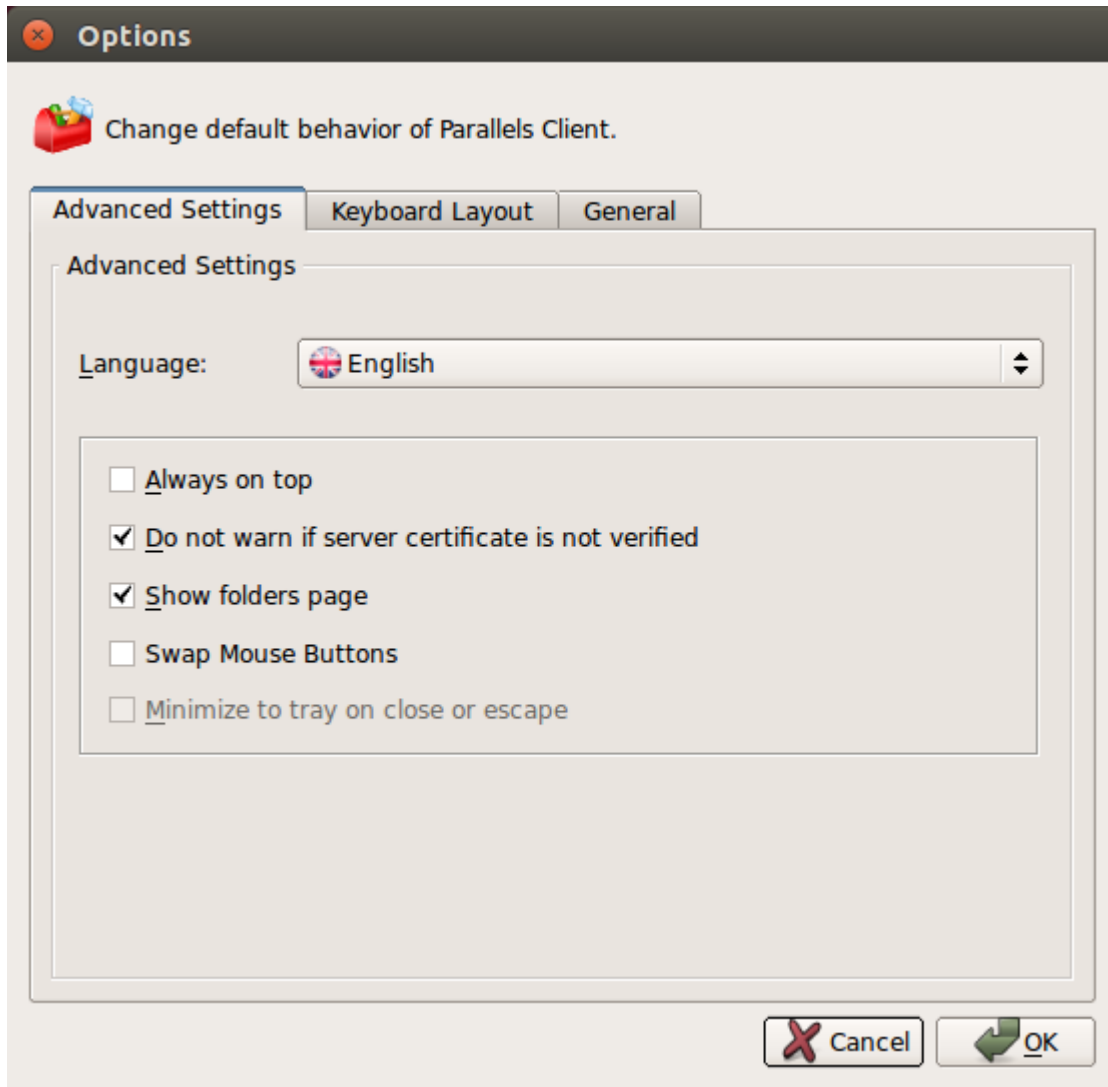 Options
Change default behavior of Parallels Client.
Advanced Settings
Keyboard Layout
General
Advanced Settings
Language:
English
Always on top
Do not warn if server certificate is not verified
Show folders page
Swap Mouse Buttons
Minimize to tray on close or escape
Cancel
OK